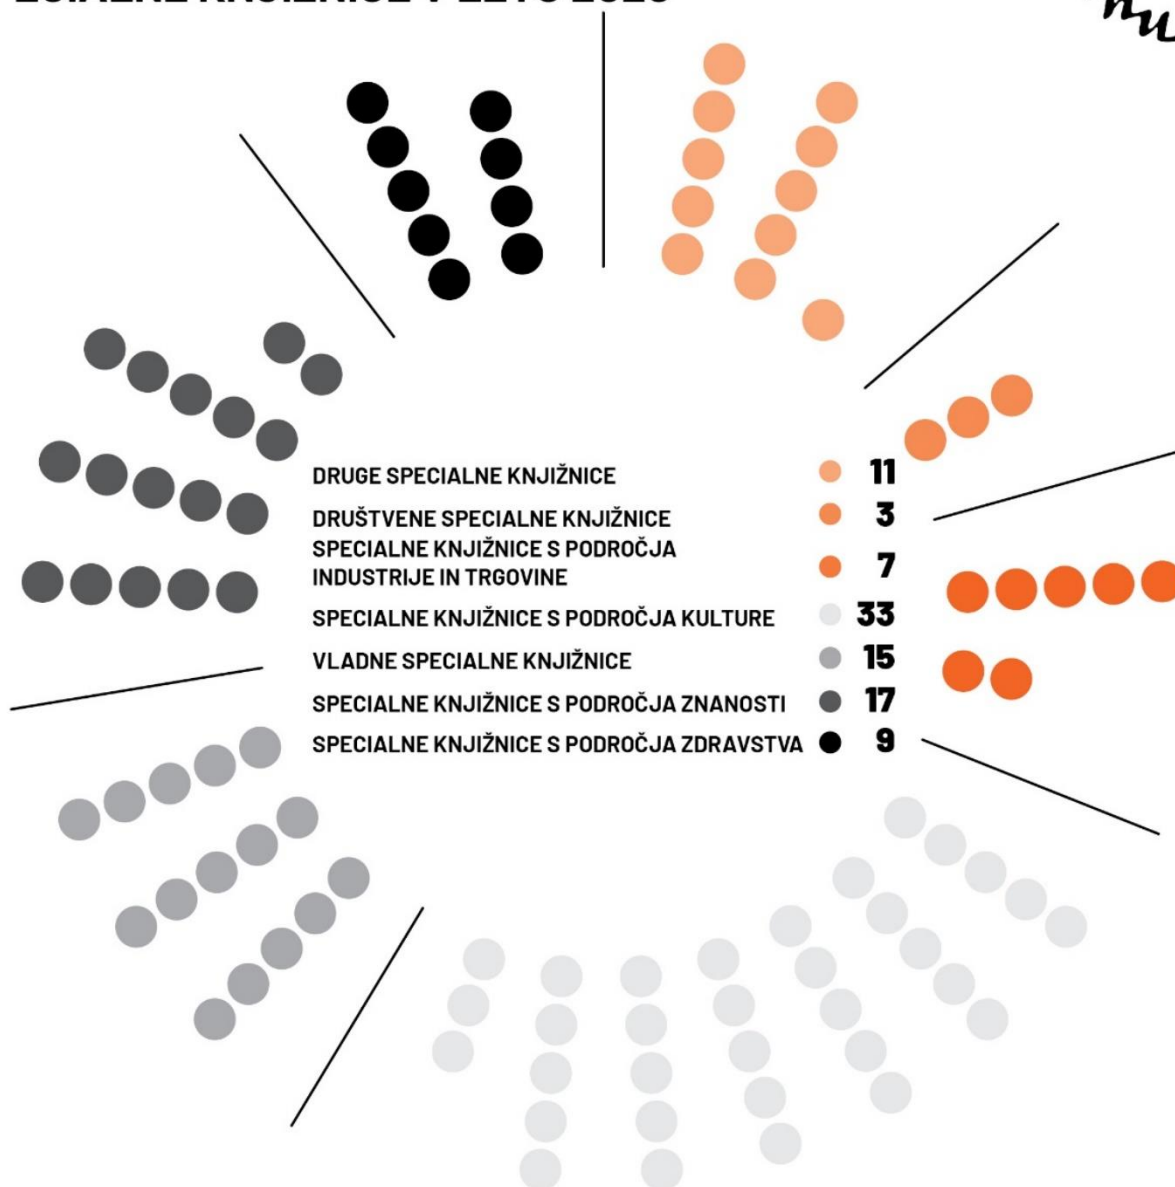 V LETO
DRUGE SPECIALNE KNJIŽNICE 11
DRUŠTVENE SPECIALNE KNJIŽNICE 3
SPECIALNE KNJIŽNICE S PODROČJA
INDUSTRIJE IN TRGOVINE 7
SPECIALNE KNJIŽNICE S PODROČJA KULTURE 33
VLADNE SPECIALNE KNJIŽNICE 15
SPECIALNE KNJIŽNICE S PODROČJA ZNANOSTI 17
SPECIALNE KNJIŽNICE S PODROČJA ZDRAVSTVA 9